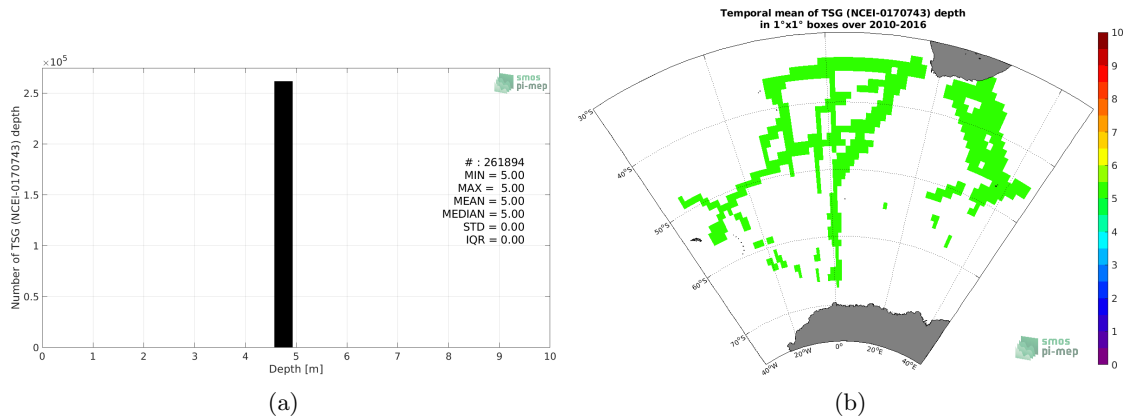 ×10⁵
2.5
2
1.5
1
0.5
0
Number of TSG (NCEI-0170743) depth
smos
pi-mep
# : 261894
MIN = 5.00
MAX = 5.00
MEAN = 5.00
MEDIAN = 5.00
STD = 0.00
IQR = 0.00
0 1 2 3 4 5 6 7 8 9 10
Depth [m]
(a)
Temporal mean of TSG (NCEI-0170743) depth
in 1°x1° boxes over 2010-2016
30°S
40°S
50°S
60°S
70°S
40°W
20°W
0°
20°E
40°E
10
9
8
7
6
5
4
3
2
1
0
smos
pi-mep
(b)